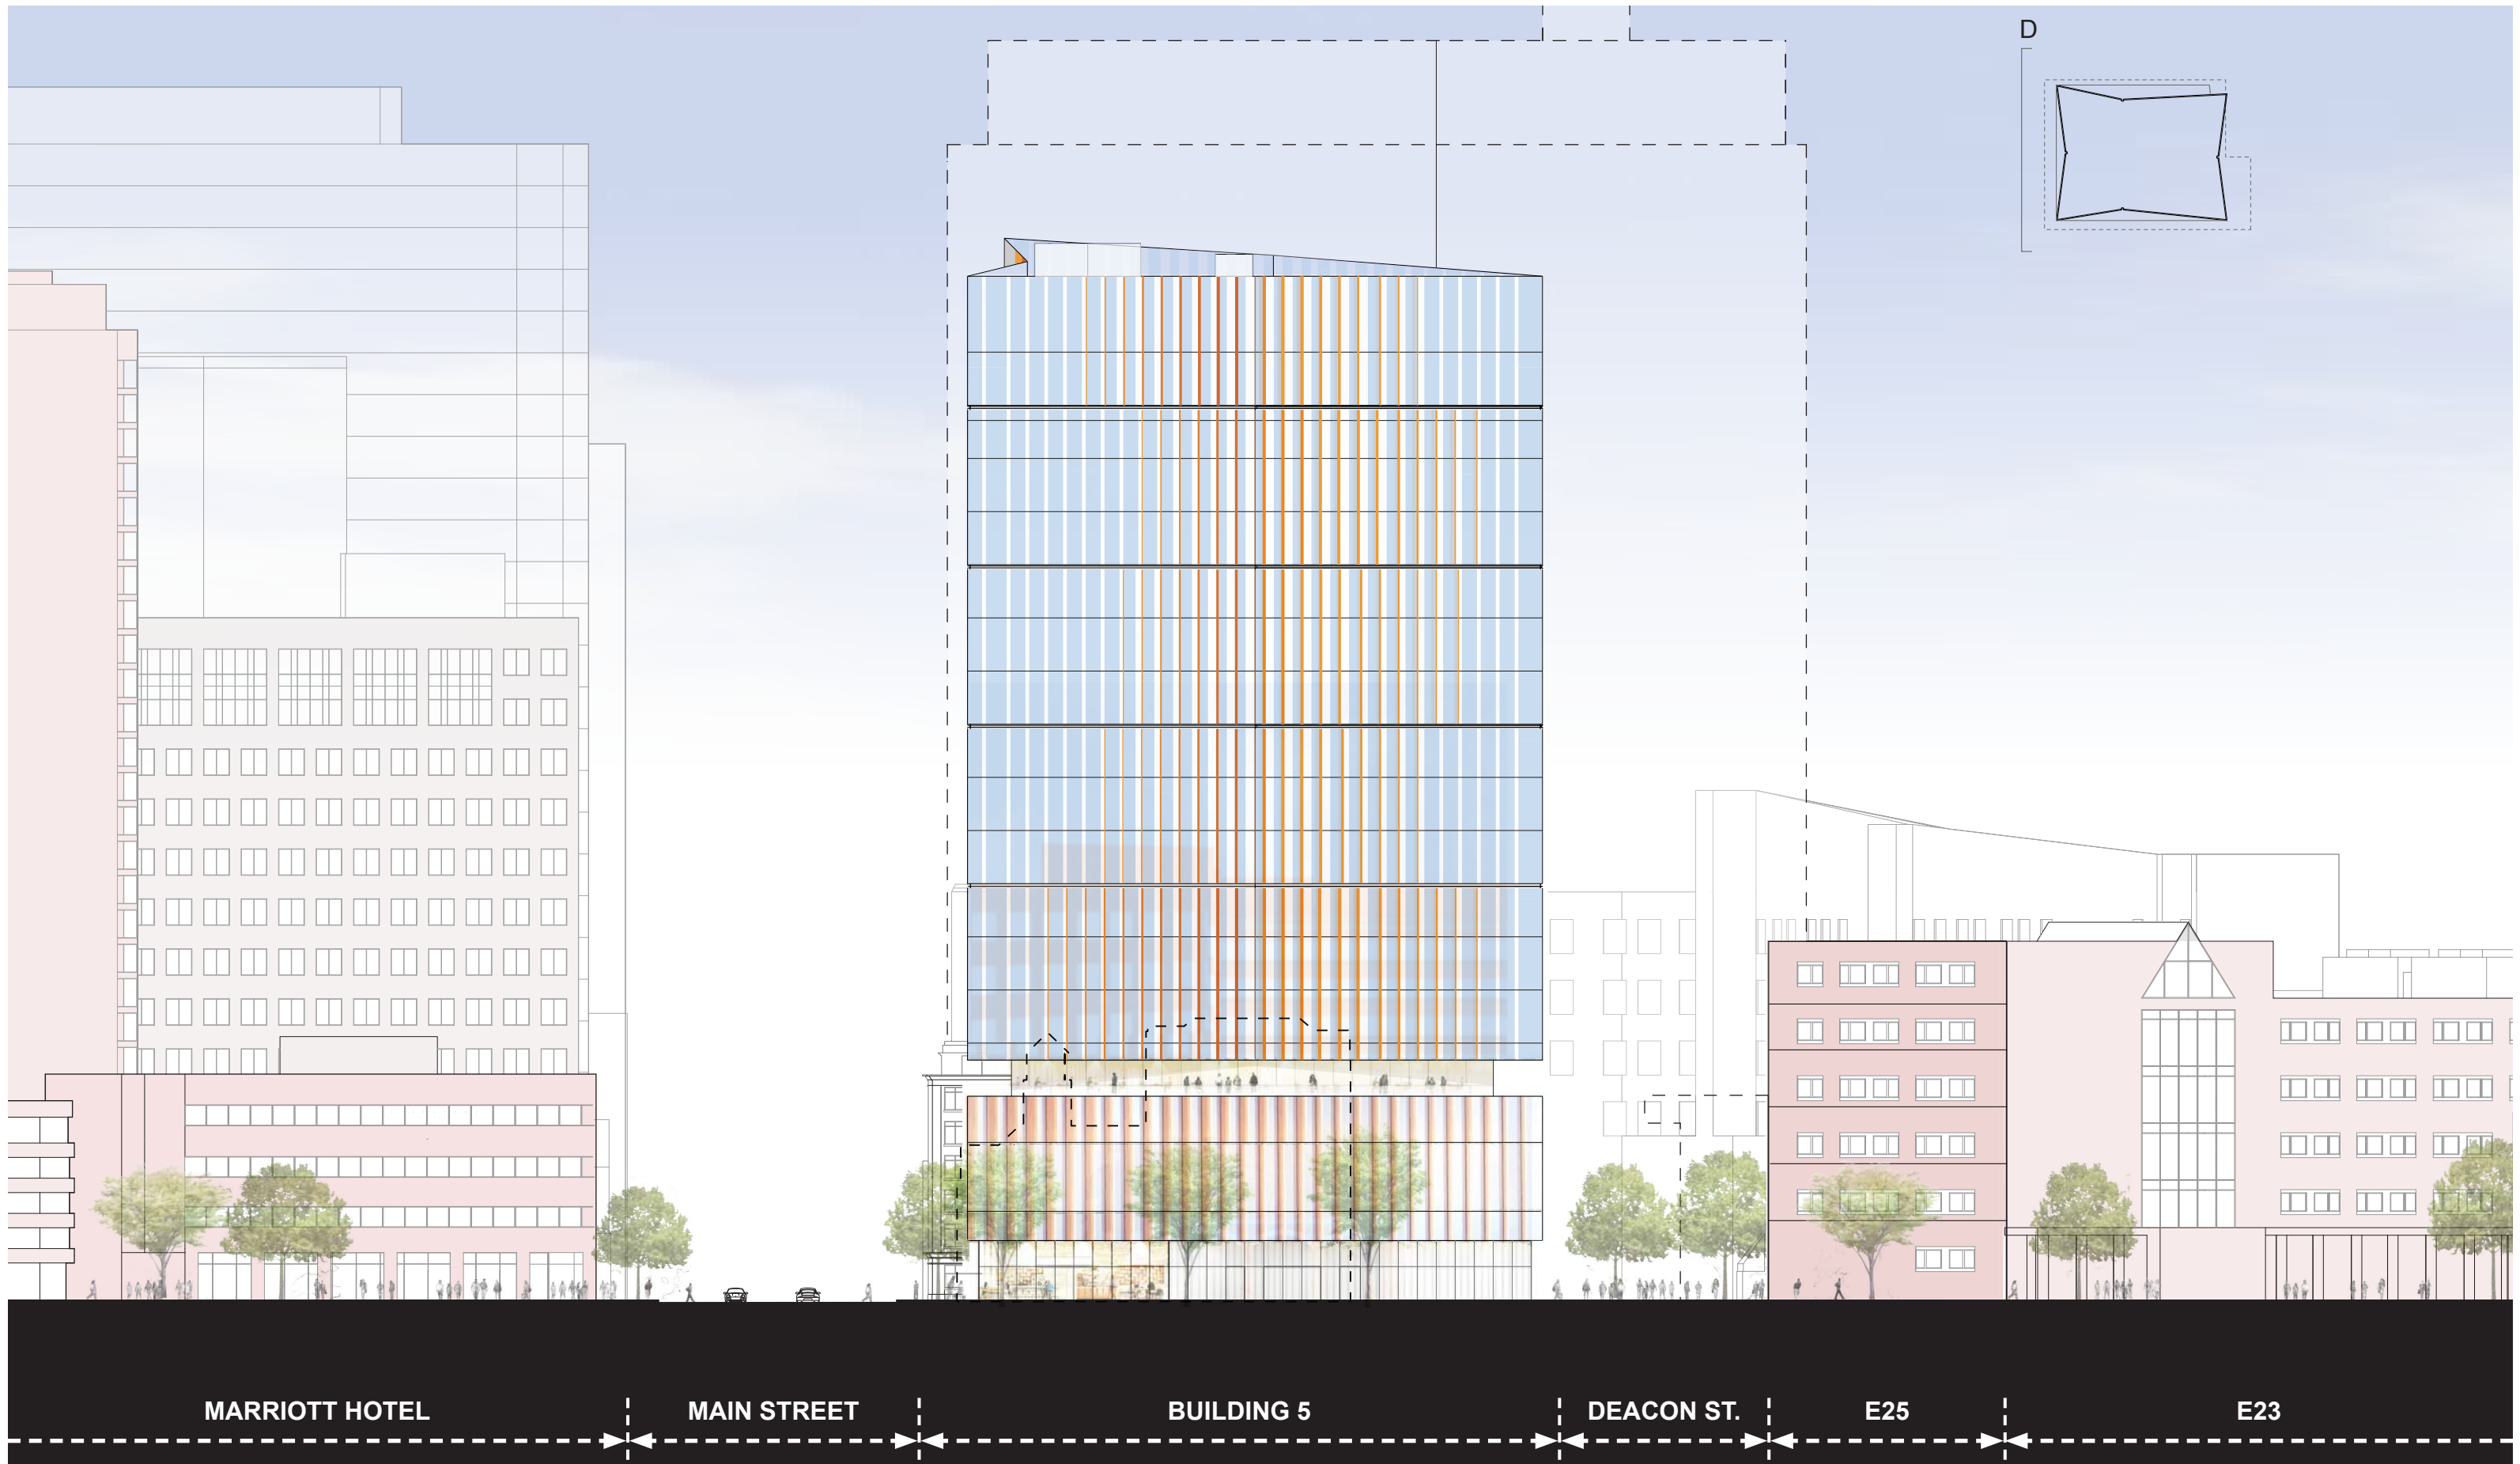 D
MARRIOTT HOTEL
MAIN STREET
BUILDING 5
DEACON ST.
E25
E23